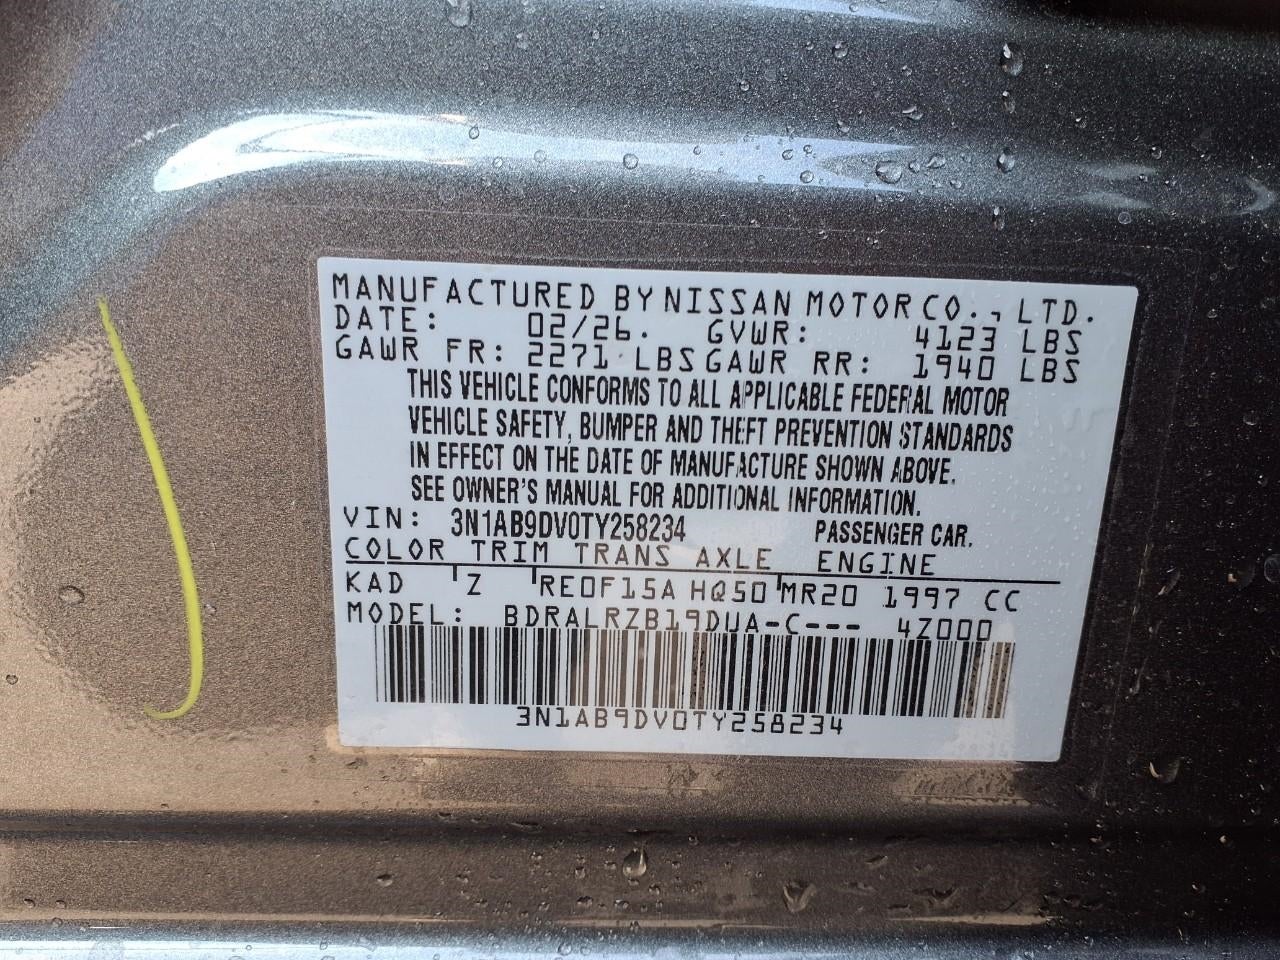 MANUFACTURED BY NISSAN MOTOR CO., LTD.
DATE: 02/26. GVWR: 4123 LBS
GAWR FR: 2271 LBS GAWR RR: 1940 LBS
THIS VEHICLE CONFORMS TO ALL APPLICABLE FEDERAL MOTOR
VEHICLE SAFETY, BUMPER AND THEFT PREVENTION STANDARDS
IN EFFECT ON THE DATE OF MANUFACTURE SHOWN ABOVE.
SEE OWNER'S MANUAL FOR ADDITIONAL INFORMATION.
VIN: 3N1AB9DV0TY258234 PASSENGER CAR.
COLOR TRIM TRANS AXLE ENGINE
KAD Z RE0F15A HQ50 MR20 1997 CC
MODEL: BDRALRZB19DUA-C--- 4Z000
3N1AB9DV0TY258234